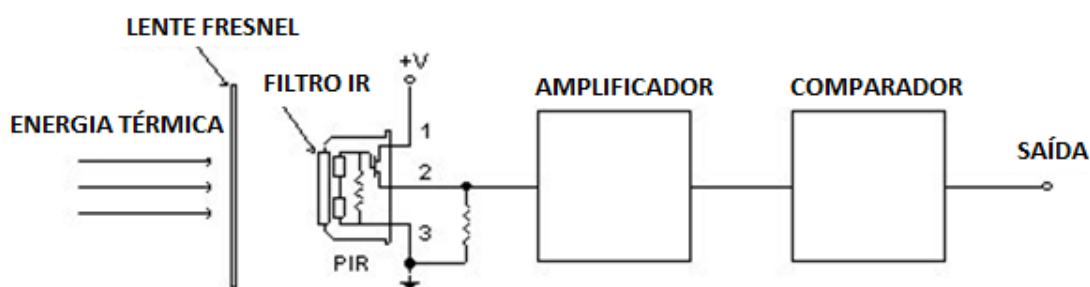 LENTE FRESNEL
+V
FILTRO IR
AMPLIFICADOR
COMPARADOR
ENERGIA TÉRMICA
1
SAÍDA
2
3
PIR